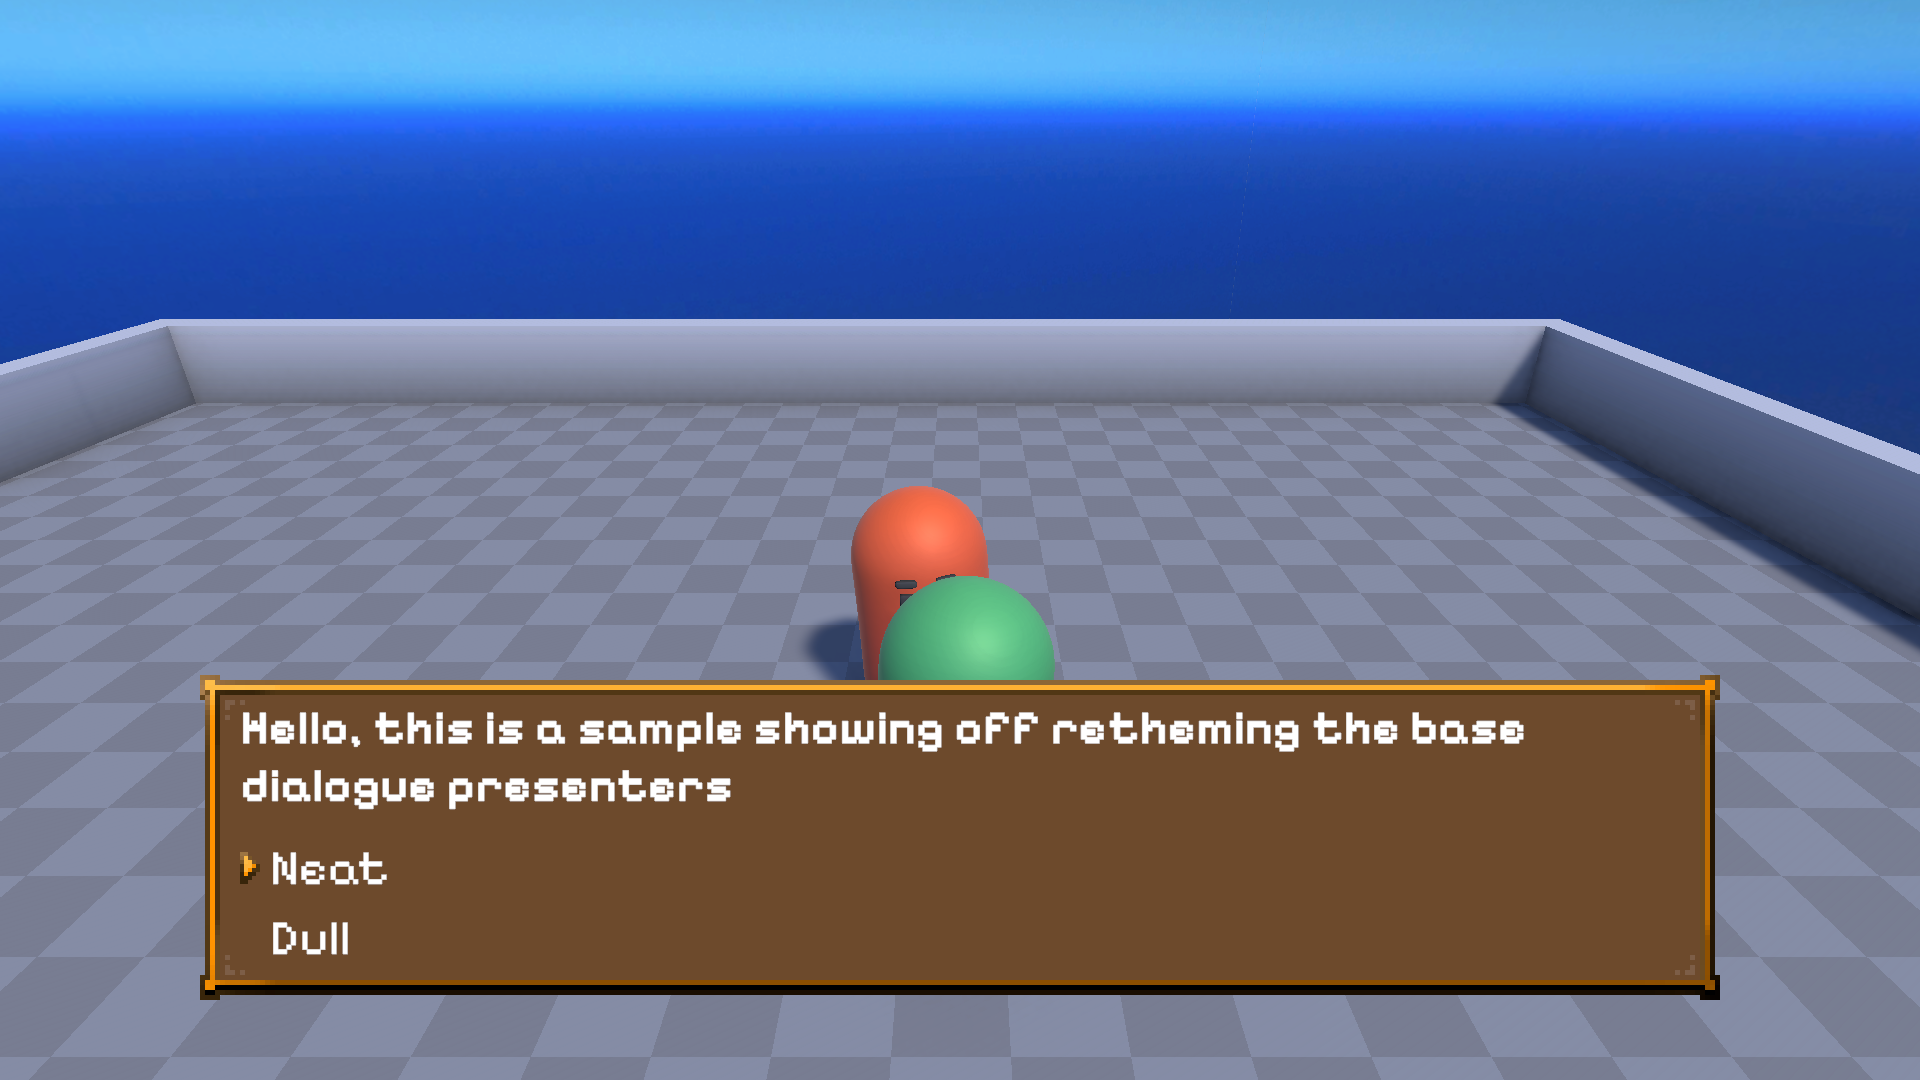 Hello, this is a sample showing off retheming the base
dialogue presenters
Neat
Dull